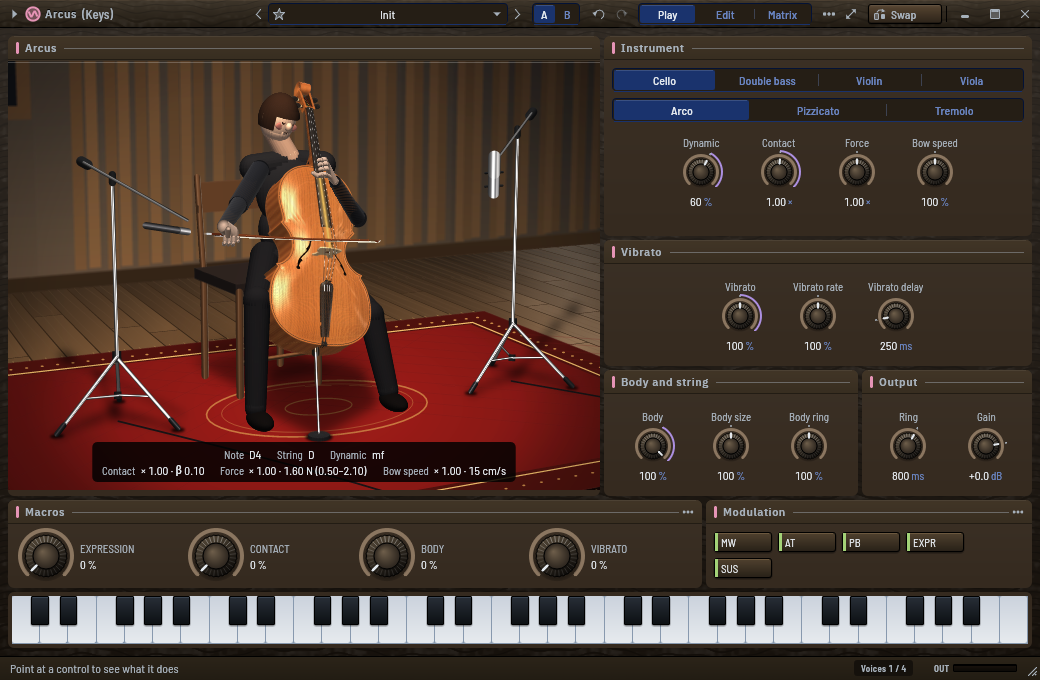 Arcus (Keys)
Init
A B
Play Edit Matrix
Swap
Arcus
Note D4 String D Dynamic mf
Contact × 1.00 · β 0.10 Force × 1.00 · 1.60 N (0.50–2.10) Bow speed × 1.00 · 15 cm/s
Instrument
Cello Double bass Violin Viola
Arco Pizzicato Tremolo
Dynamic Contact Force Bow speed
60 % 1.00 × 1.00 × 100 %
Vibrato
Vibrato Vibrato rate Vibrato delay
100 % 100 % 250 ms
Body and string
Body Body size Body ring
100 % 100 % 100 %
Output
Ring Gain
800 ms +0.0 dB
Macros
EXPRESSION
0 %
CONTACT
0 %
BODY
0 %
VIBRATO
0 %
Modulation
MW AT PB EXPR
SUS
Point at a control to see what it does
Voices 1 / 4 OUT